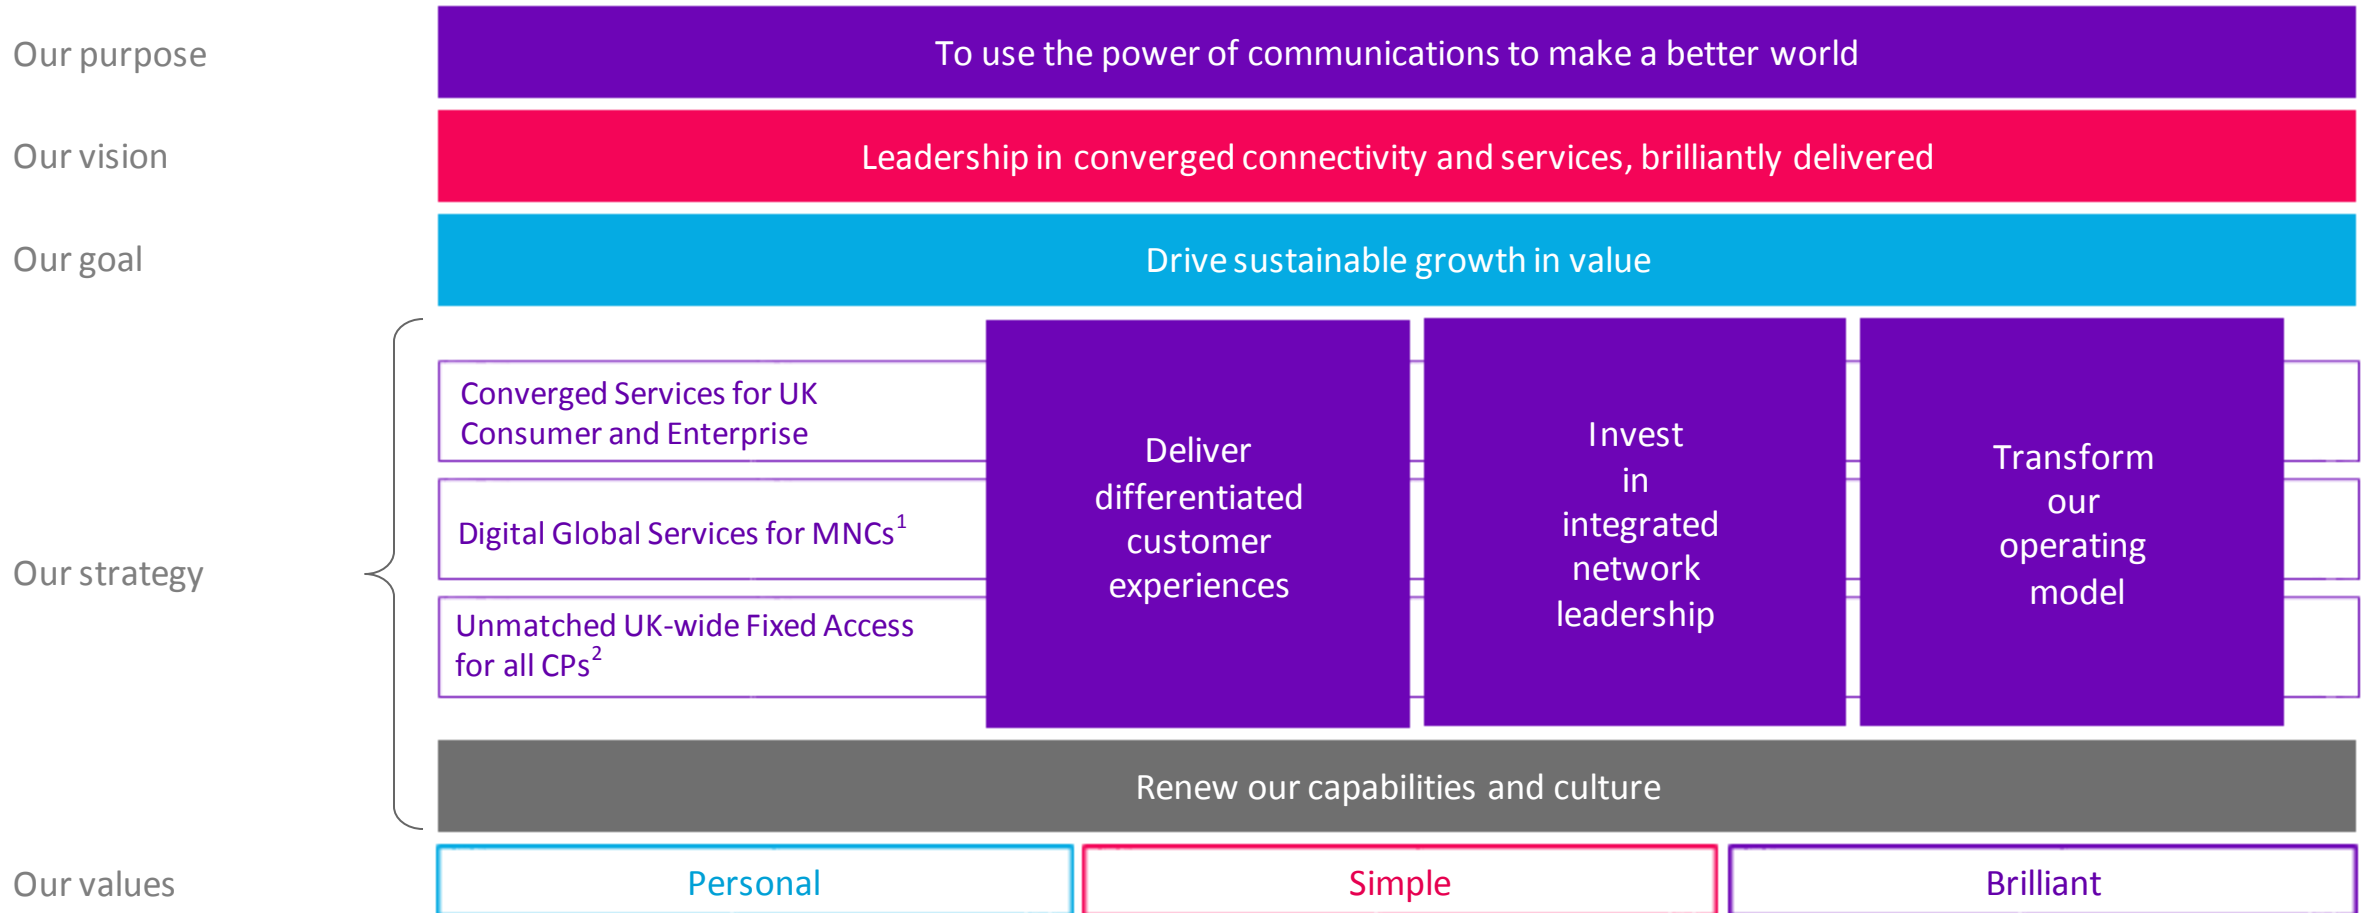 Our purpose
To use the power of communications to make a better world
Our vision
Leadership in converged connectivity and services, brilliantly delivered
Our goal
Drive sustainable growth in value
Our strategy
Converged Services for UK
Consumer and Enterprise
Digital Global Services for MNCs¹
Unmatched UK-wide Fixed Access
for all CPs²
Deliver
differentiated
customer
experiences
Invest
in
integrated
network
leadership
Transform
our
operating
model
Renew our capabilities and culture
Our values
Personal
Simple
Brilliant